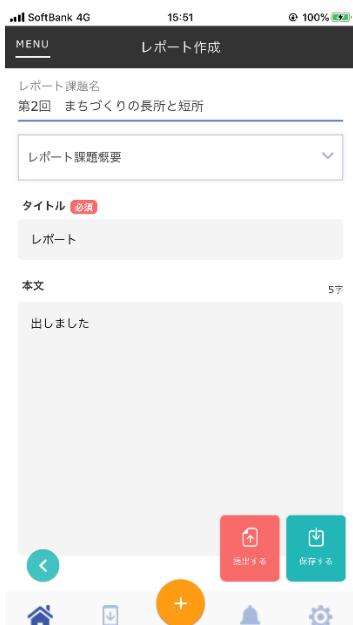 SoftBank 4G 15:51 100%
MENU レポート作成
レポート課題名
第2回 まちづくりの長所と短所
レポート課題概要
タイトル 必須
レポート
本文 5字
出しました
提出する 保存する